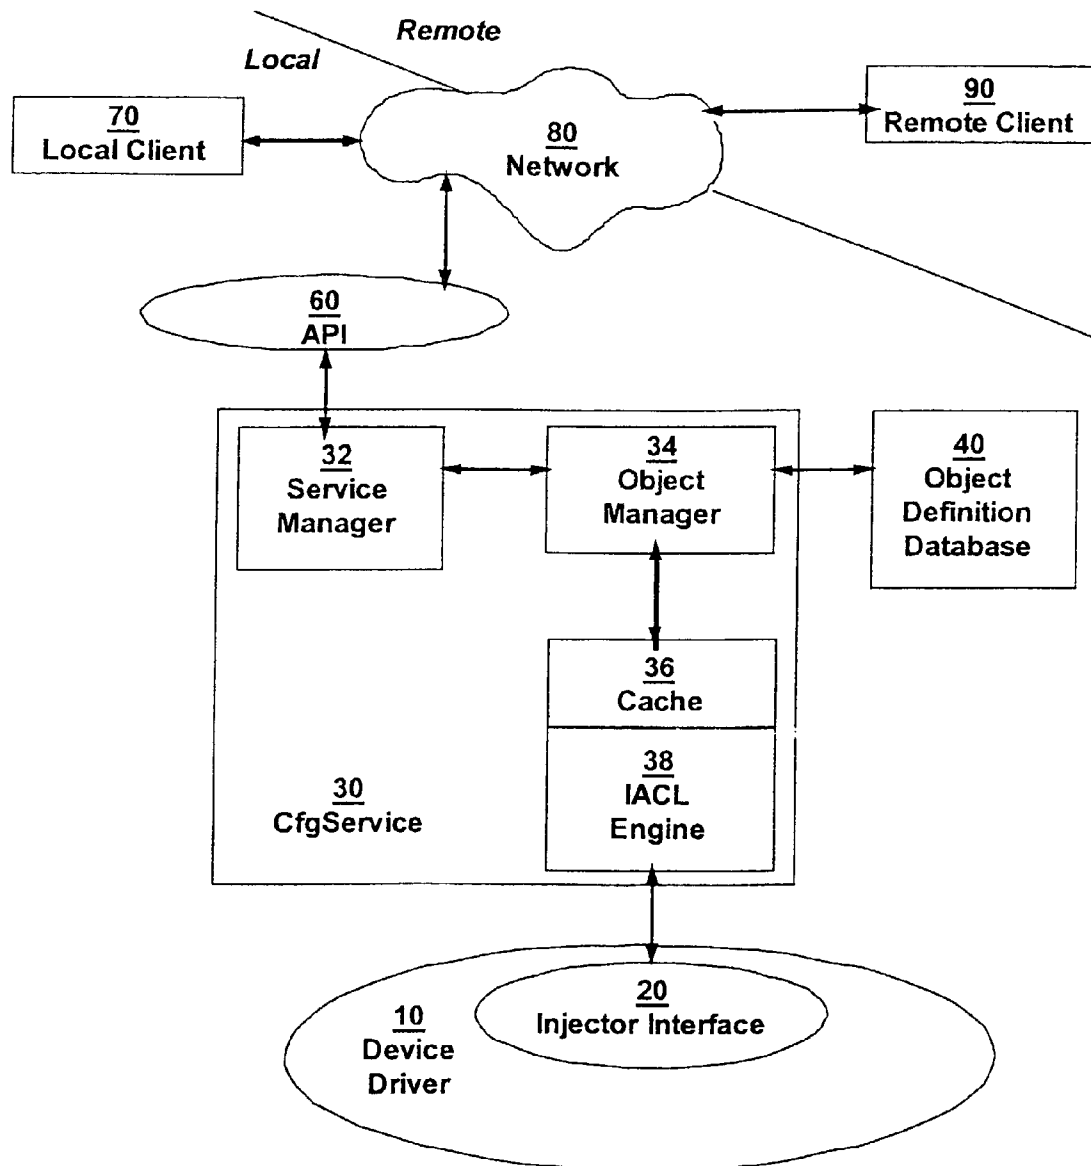 Remote
Local
70
Local Client
80
Network
90
Remote Client
60
API
32
Service
Manager
34
Object
Manager
40
Object
Definition
Database
36
Cache
38
IACL
Engine
30
CfgService
20
Injector Interface
10
Device
Driver